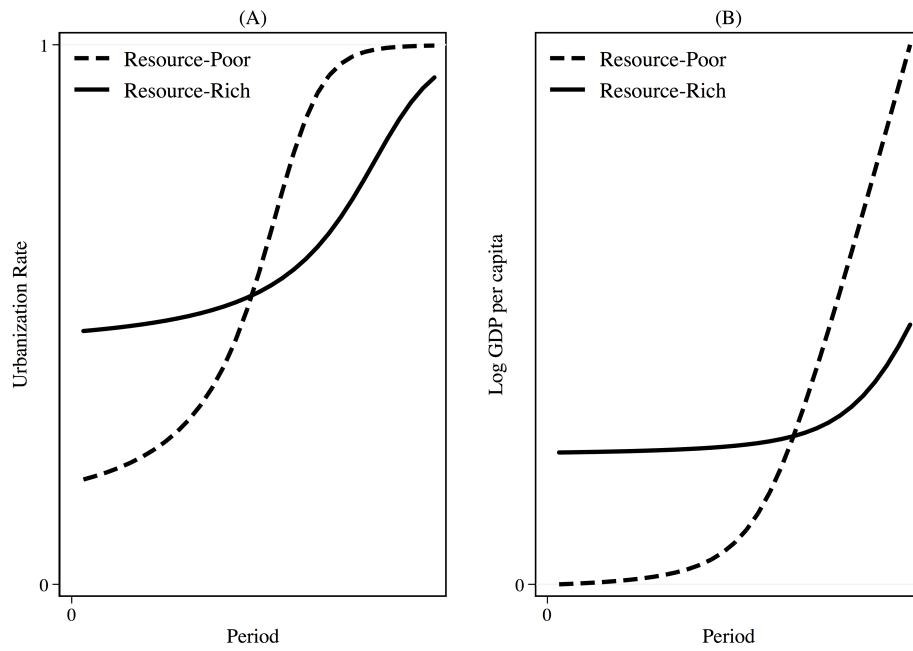 (A)
1
Resource-Poor
Resource-Rich
Urbanization Rate
0
0
Period
(B)
Resource-Poor
Resource-Rich
Log GDP per capita
0
0
Period